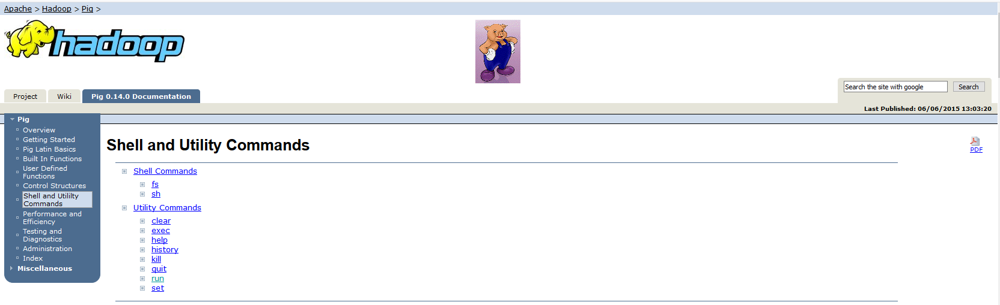 Apache > Hadoop > Pig >
hadoop
Project
Wiki
Pig 0.14.0 Documentation
Search the site with google
Search
Last Published: 06/06/2015 13:03:20
Pig
Overview
Getting Started
Pig Latin Basics
Built In Functions
User Defined
Functions
Control Structures
Shell and Utililty
Commands
Performance and
Efficiency
Testing and
Diagnostics
Administration
Index
Miscellaneous
Shell and Utility Commands
PDF
Shell Commands
fs
sh
Utility Commands
clear
exec
help
history
kill
quit
run
set